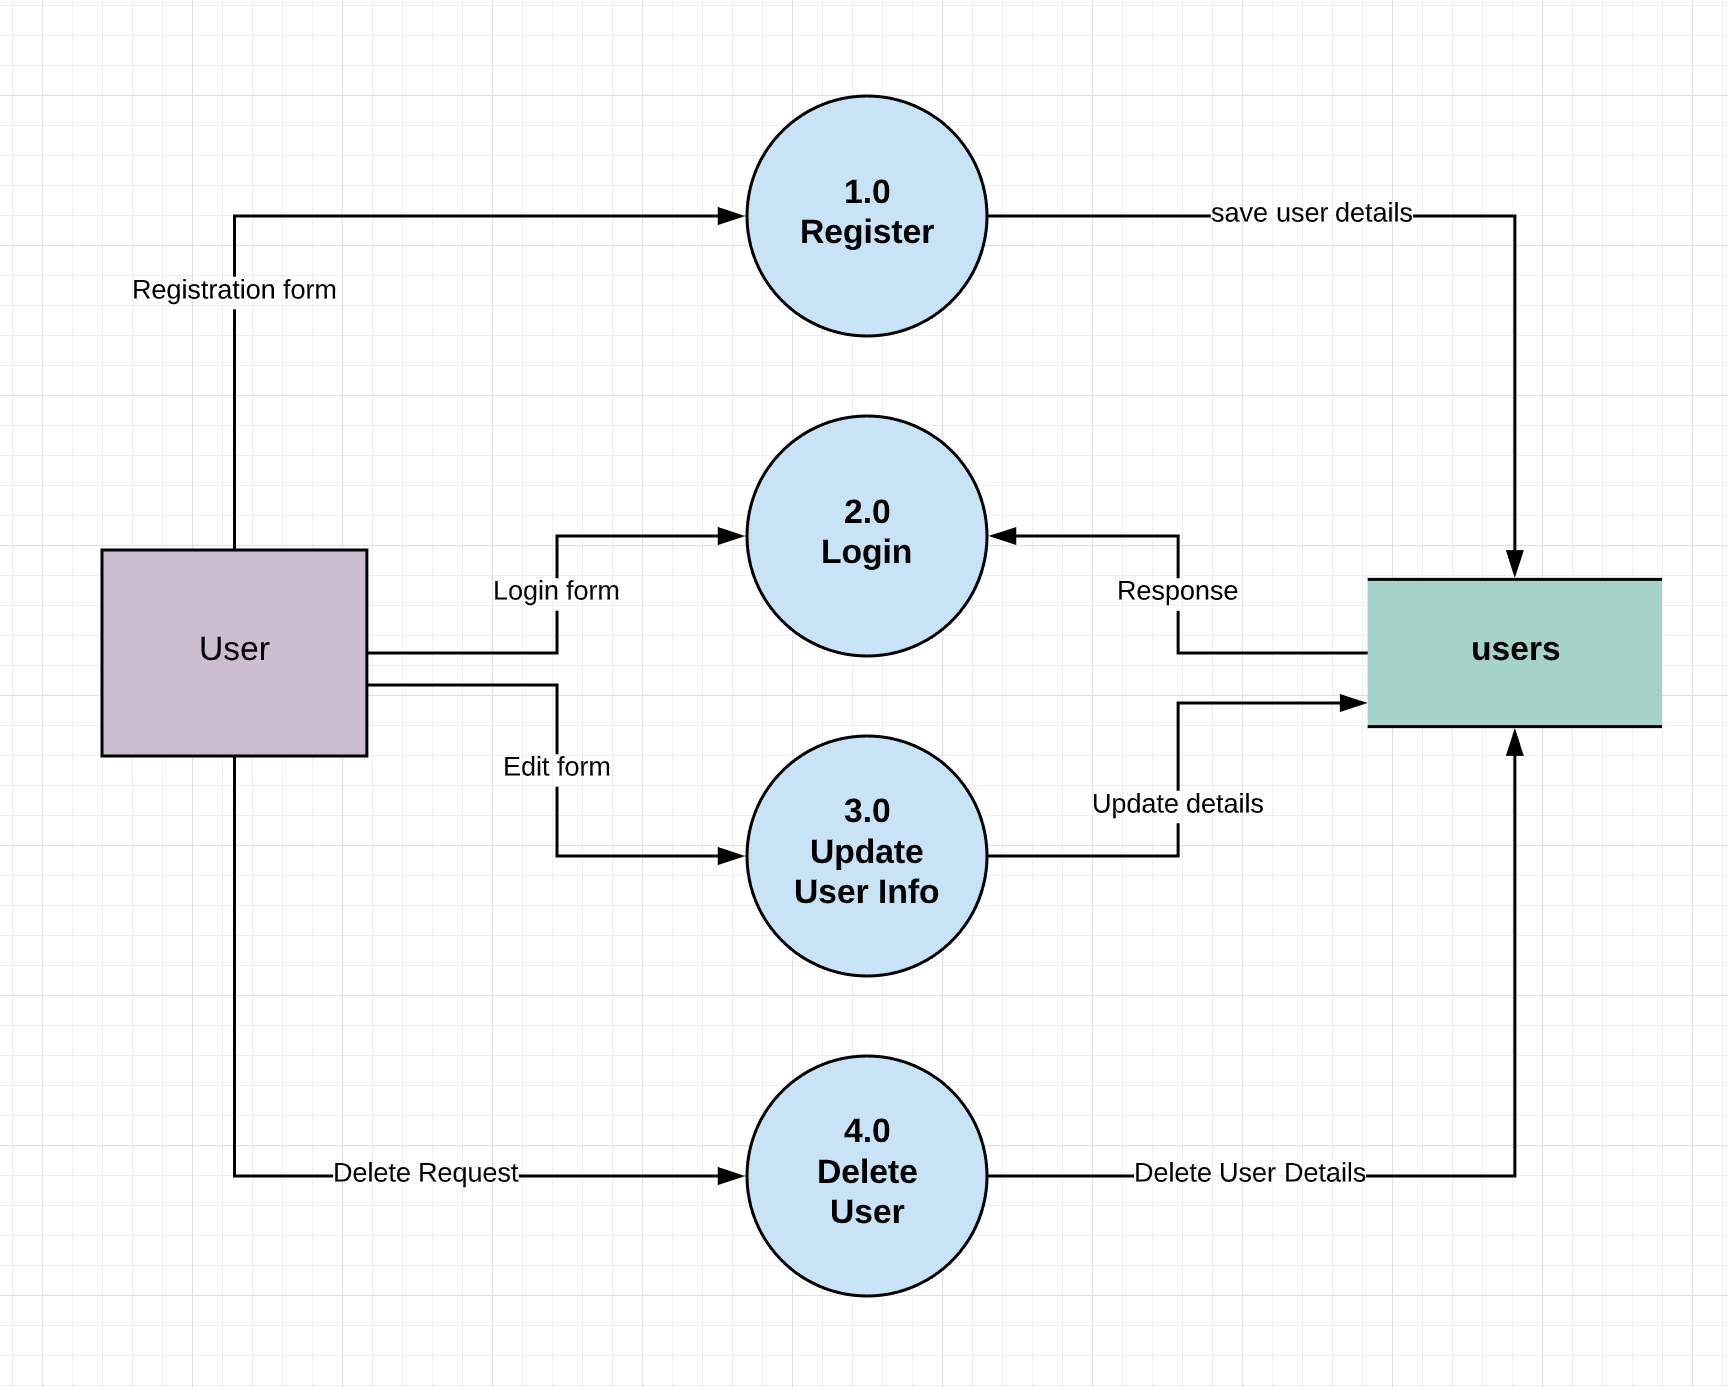 1.0
Register
save user details
Registration form
2.0
Login
Login form
Response
User
users
Edit form
Update details
3.0
Update
User Info
4.0
Delete
User
Delete Request
Delete User Details